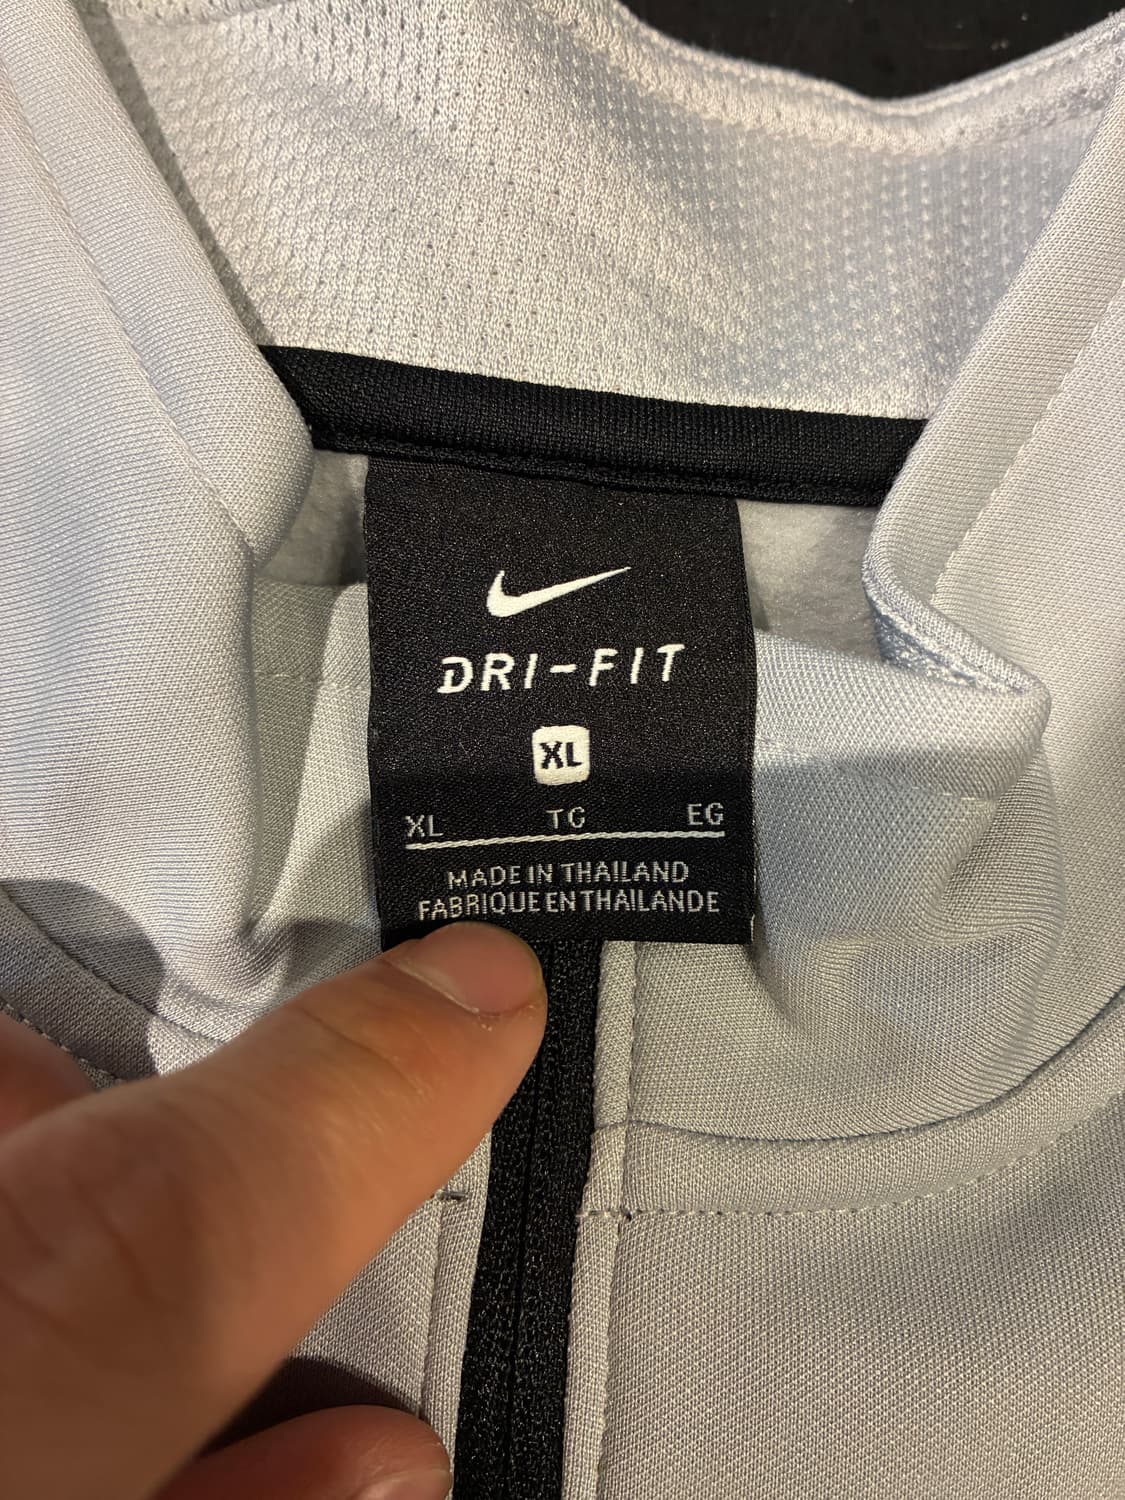 DRI-FIT
XL
XL TG EG
MADE IN THAILAND
FABRIQUE EN THAILANDE